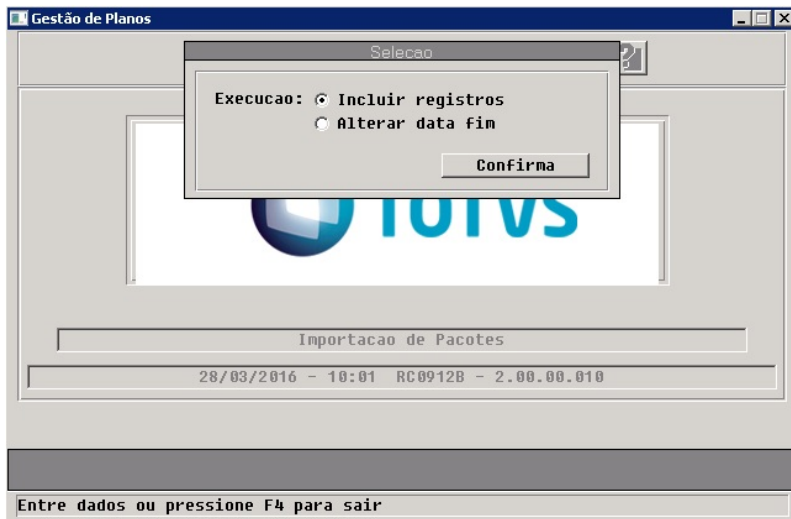 Gestão de Planos
Selecao
Execucao: Incluir registros
Alterar data fim
Confirma
TOTVS
Importacao de Pacotes
28/03/2016 - 10:01 RC0912B - 2.00.00.010
Entre dados ou pressione F4 para sair